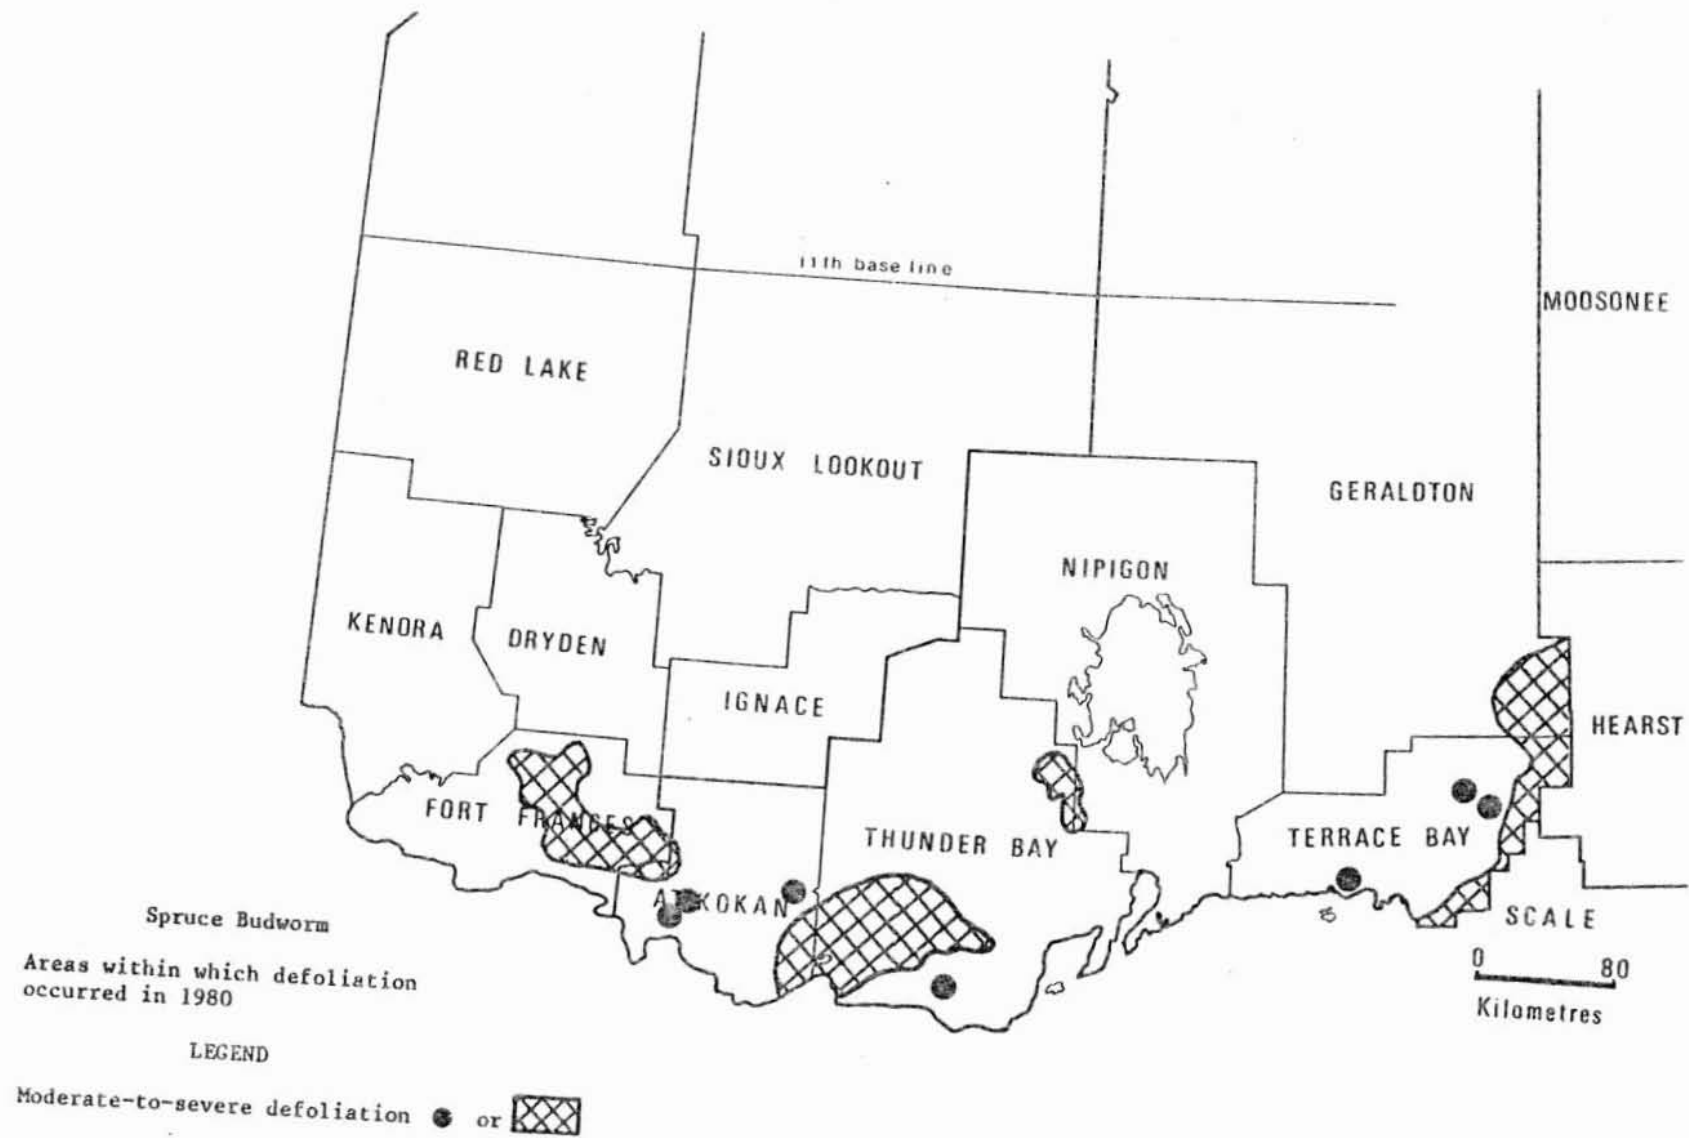 11th base line
MOOSONEE
RED LAKE
SIOUX LOOKOUT
GERALDTON
NIPIGON
KENORA
DRYDEN
IGNACE
HEARST
FORT FRANCES
THUNDER BAY
TERRACE BAY
ATIKOKAN
Spruce Budworm
Areas within which defoliation
occurred in 1980
LEGEND
Moderate-to-severe defoliation or
SCALE
0 80
Kilometres